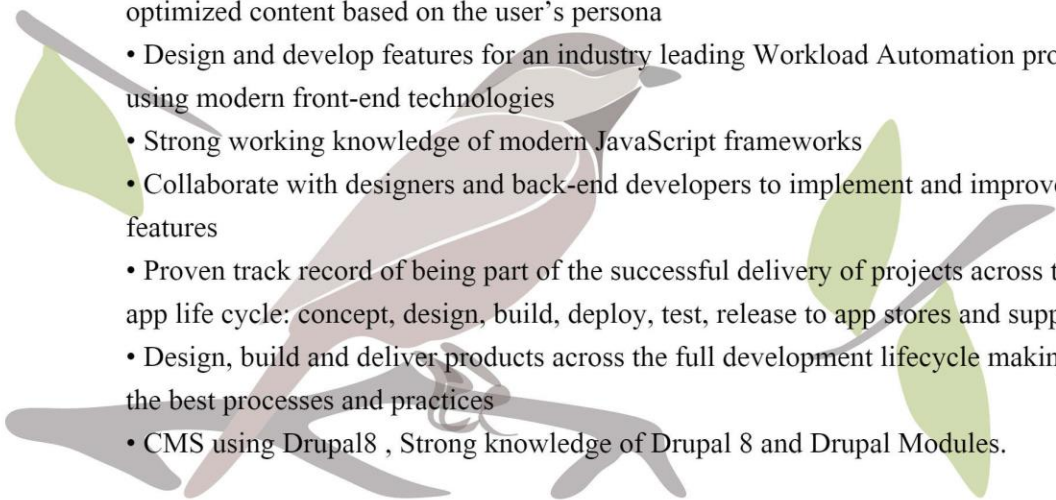 optimized content based on the user's persona
• Design and develop features for an industry leading Workload Automation pro
using modern front-end technologies
• Strong working knowledge of modern JavaScript frameworks
• Collaborate with designers and back-end developers to implement and improve
features
• Proven track record of being part of the successful delivery of projects across t
app life cycle: concept, design, build, deploy, test, release to app stores and supp
• Design, build and deliver products across the full development lifecycle makin
the best processes and practices
• CMS using Drupal8 , Strong knowledge of Drupal 8 and Drupal Modules.